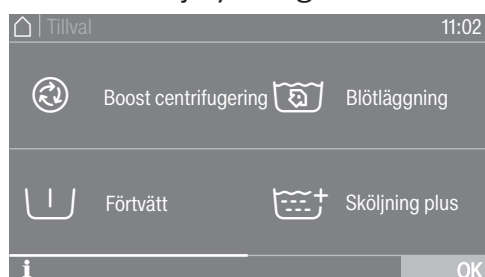 Tillval 11:02
Boost centrifugering Blötläggning
Förtvätt Sköljning plus
i OK